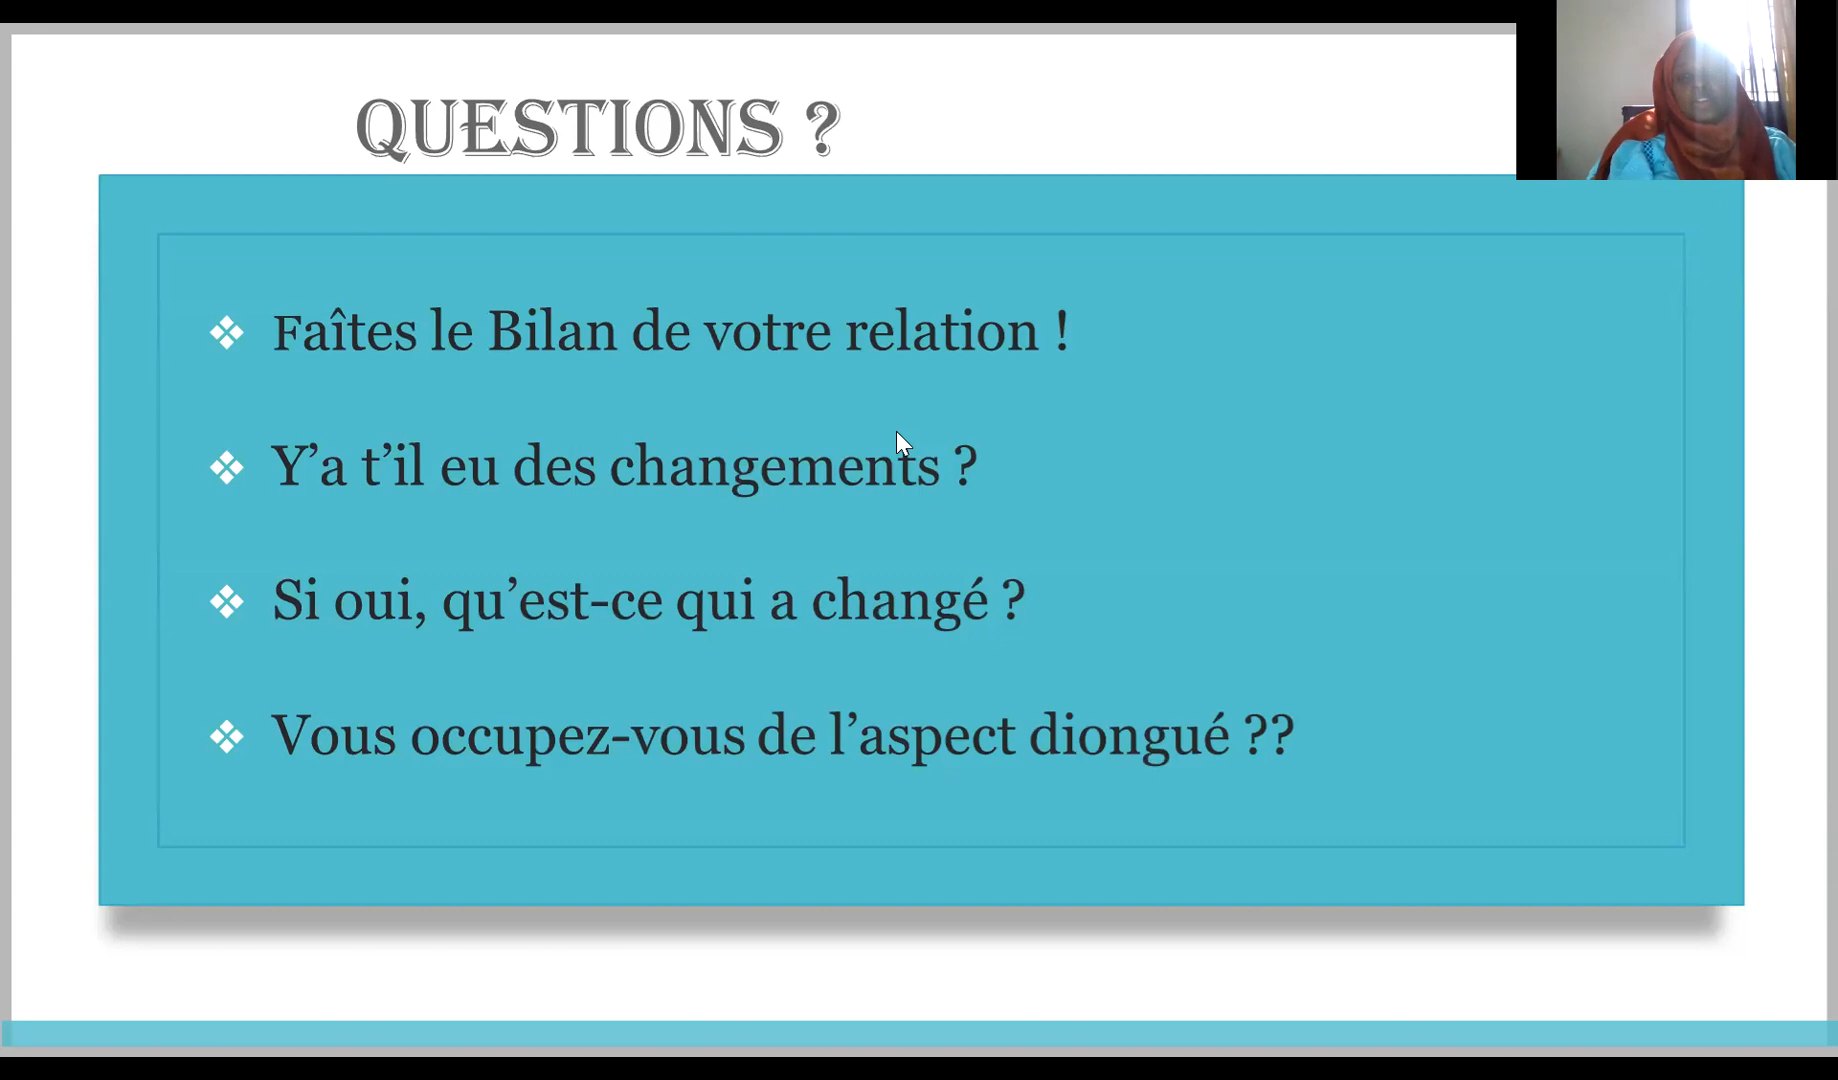 QUESTIONS ?
Faîtes le Bilan de votre relation !
Y’a t’il eu des changements ?
Si oui, qu’est-ce qui a changé ?
Vous occupez-vous de l’aspect diongué ??